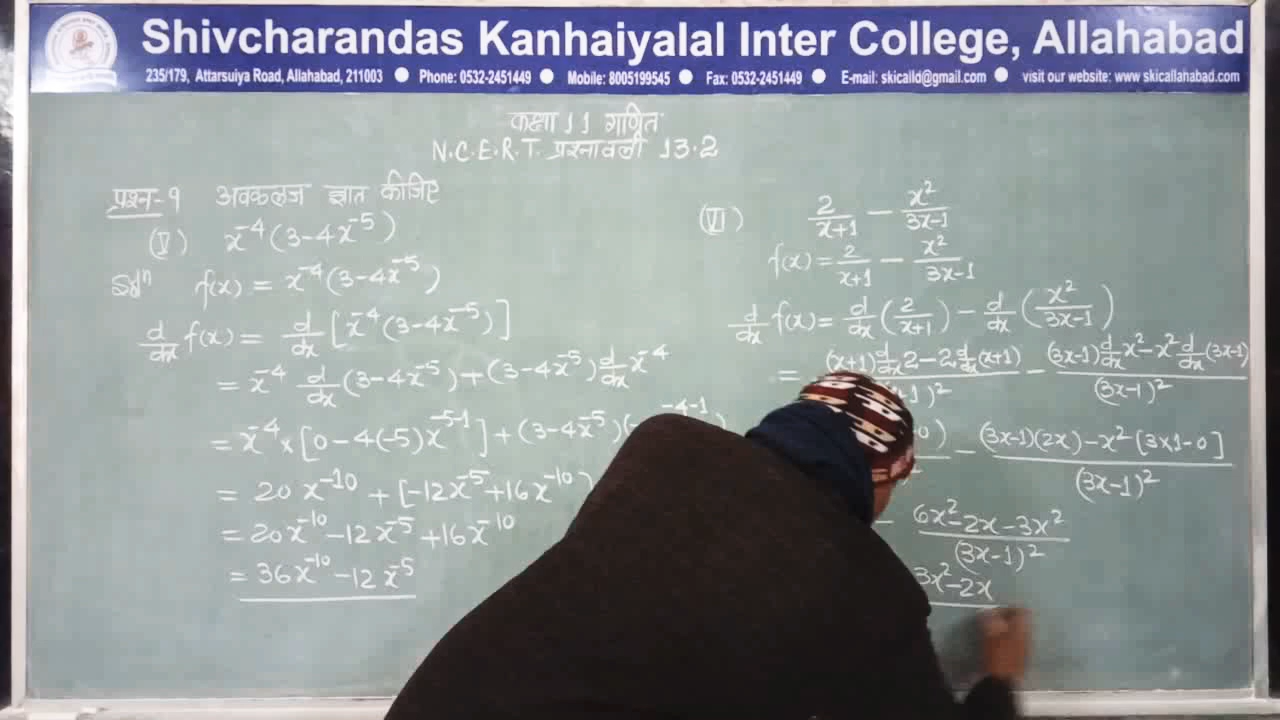 Shivcharandas Kanhaiyalal Inter College, Allahabad
235/179, Attarsuiya Road, Allahabad, 211003 ● Phone: 0532-2451449 ● Mobile: 8005199545 ● Fax: 0532-2451449 ● E-mail: skicalld@gmail.com ● visit our website: www.skicallahabad.com
कक्षा 11 गणित
N.C.E.R.T. प्रश्नावली 13.2
प्रश्न-9 अवकलज ज्ञात कीजिए
(V) x⁻⁴(3-4x⁻⁵)
Solⁿ f(x) = x⁻⁴(3-4x⁻⁵)
d/dx f(x) = d/dx [x⁻⁴(3-4x⁻⁵)]
= x⁻⁴ d/dx (3-4x⁻⁵) + (3-4x⁻⁵) d/dx x⁻⁴
= x⁻⁴ × [0-4(-5)x⁻⁵⁻¹] + (3-4x⁻⁵)(- ⁻⁴⁻¹
= 20x⁻¹⁰ + [-12x⁻⁵+16x⁻¹⁰)
= 20x⁻¹⁰ - 12x⁻⁵ + 16x⁻¹⁰
= 36x⁻¹⁰ - 12x⁻⁵
(VI) 2/(x+1) - x²/(3x-1)
f(x) = 2/(x+1) - x²/(3x-1)
d/dx f(x) = d/dx (2/(x+1)) - d/dx (x²/(3x-1))
= (x+1) d/dx 2 - 2 d/dx (x+1) / +1)² - (3x-1) d/dx x² - x² d/dx (3x-1) / (3x-1)²
0) - (3x-1)(2x) - x²[3×1-0] / (3x-1)²
- 6x²-2x-3x² / (3x-1)²
3x²-2x